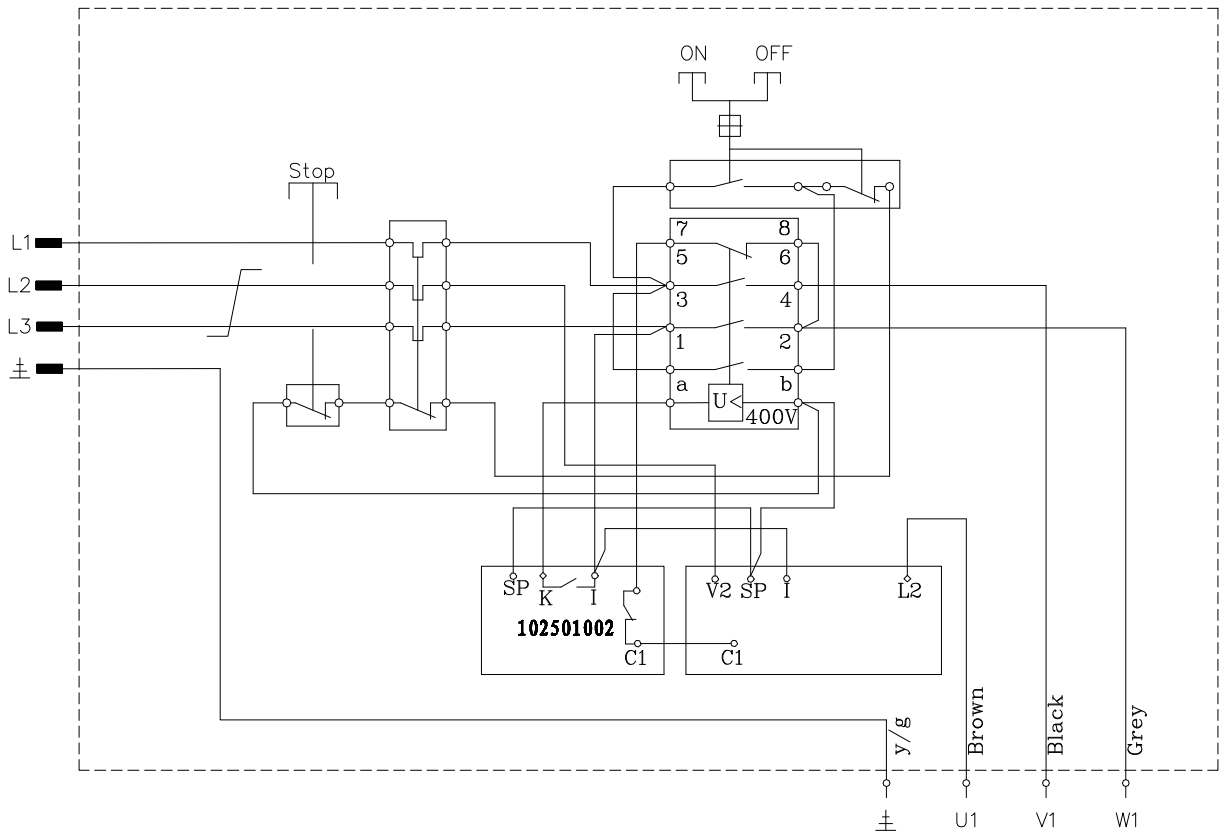 ON OFF
Stop
L1
7 8
5 6
L2
3 4
L3
1 2
a b
U< 400V
SP K I V2 SP I L2
102501002
C1 C1
y/g Brown Black Grey
U1 V1 W1